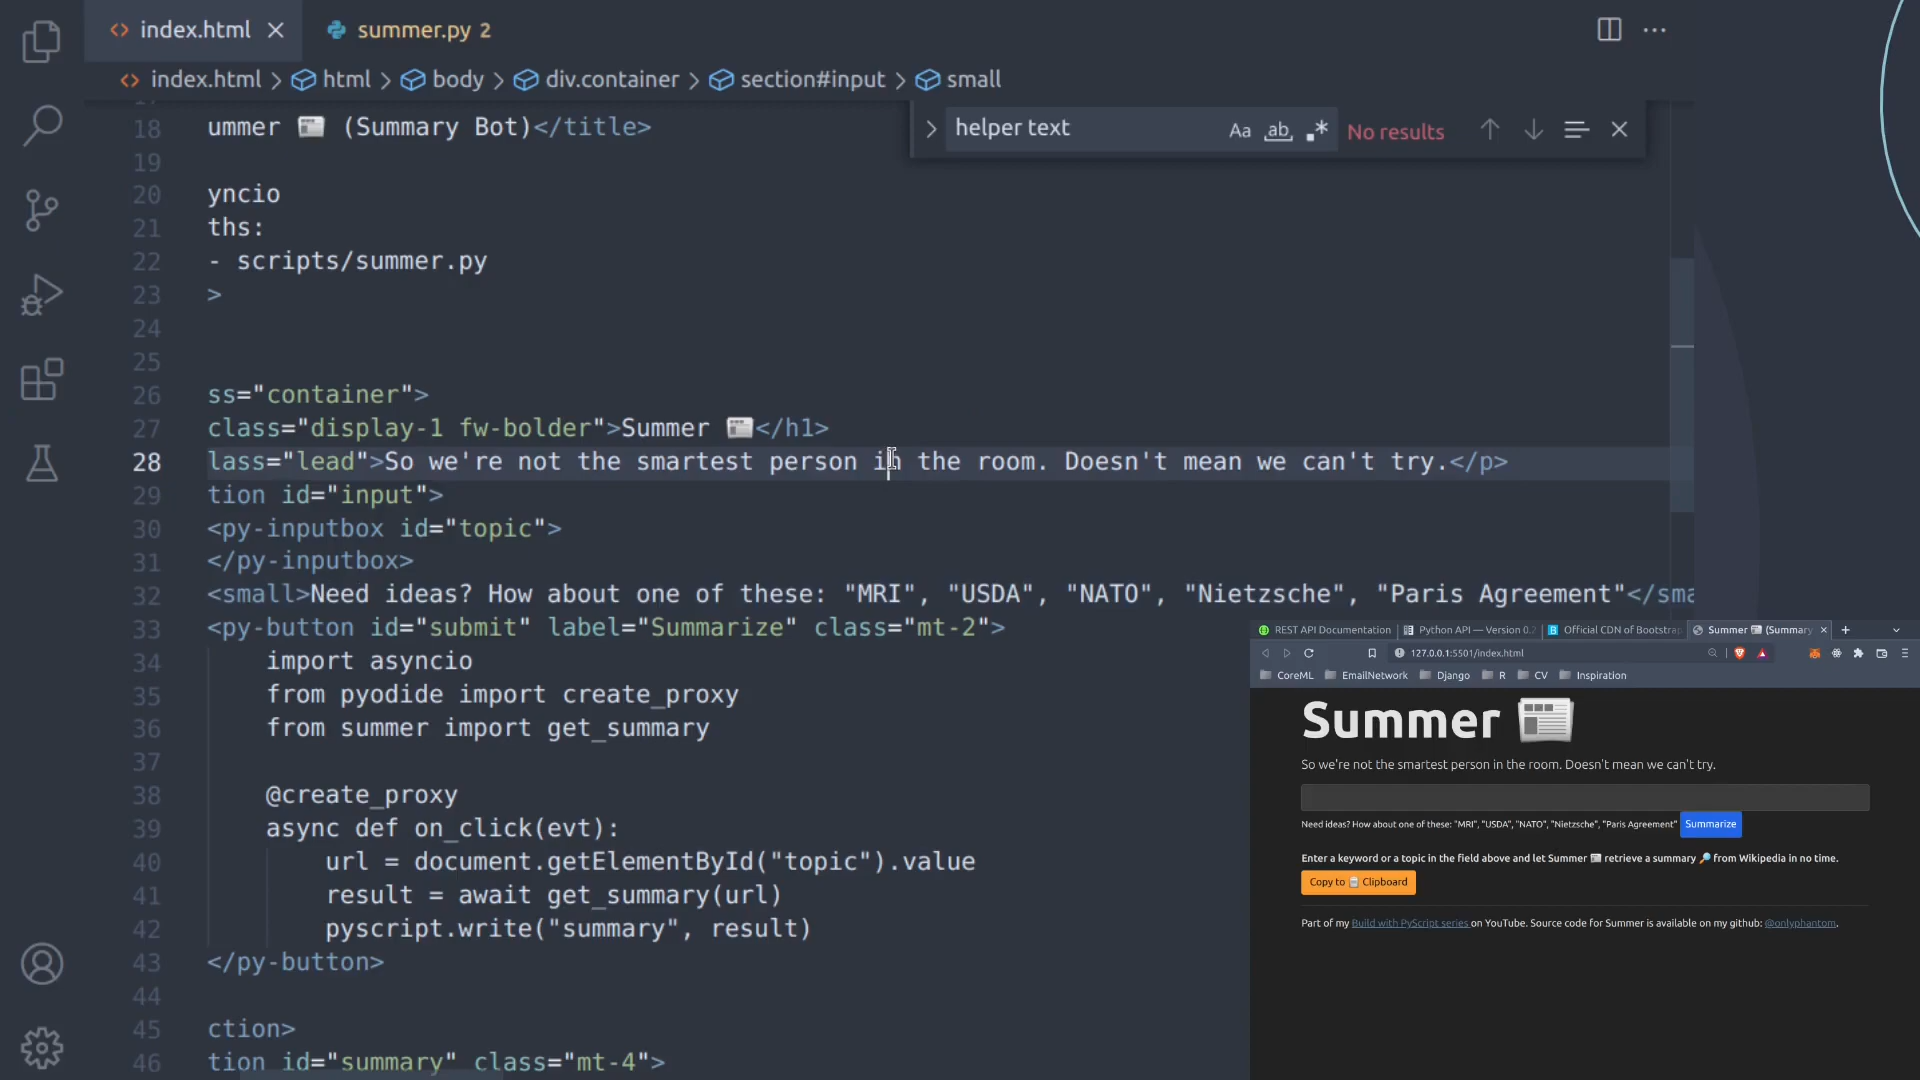 index.html
summer.py 2
index.html > html > body > div.container > section#input > small
helper text
Aa ab No results
18 ummer (Summary Bot)</title>
19
20 yncio
21 ths:
22 - scripts/summer.py
23 >
24
25
26 ss="container">
27 class="display-1 fw-bolder">Summer </h1>
28 lass="lead">So we're not the smartest person in the room. Doesn't mean we can't try.</p>
29 tion id="input">
30 <py-inputbox id="topic">
31 </py-inputbox>
32 <small>Need ideas? How about one of these: "MRI", "USDA", "NATO", "Nietzsche", "Paris Agreement"</sma
33 <py-button id="submit" label="Summarize" class="mt-2">
34 import asyncio
35 from pyodide import create_proxy
36 from summer import get_summary
37
38 @create_proxy
39 async def on_click(evt):
40 url = document.getElementById("topic").value
41 result = await get_summary(url)
42 pyscript.write("summary", result)
43 </py-button>
44
45 ction>
46 tion id="summary" class="mt-4">
REST API Documentation
Python API — Version 0.2
Official CDN of Bootstrap
Summer (Summary
127.0.0.1:5501/index.html
CoreML EmailNetwork Django R CV Inspiration
Summer
So we're not the smartest person in the room. Doesn't mean we can't try.
Need ideas? How about one of these: "MRI", "USDA", "NATO", "Nietzsche", "Paris Agreement" Summarize
Enter a keyword or a topic in the field above and let Summer retrieve a summary from Wikipedia in no time.
Copy to Clipboard
Part of my Build with PyScript series on YouTube. Source code for Summer is available on my github: @onlyphantom.